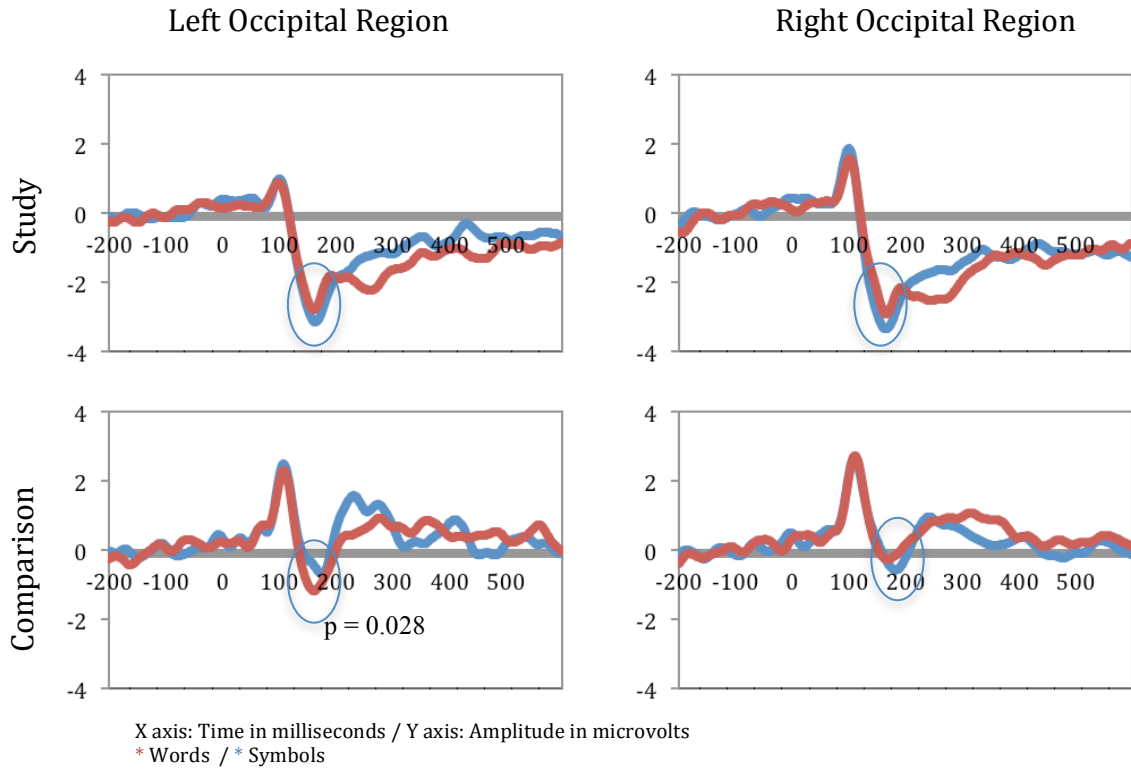 Left Occipital Region
Right Occipital Region
Study
4
2
0
-2
-4
-200 -100 0 100 200 300 400 500
4
2
0
-2
-4
-200 -100 0 100 200 300 400 500
Comparison
4
2
0
-2
-4
-200 -100 0 100 200 300 400 500
p = 0.028
4
2
0
-2
-4
-200 -100 0 100 200 300 400 500
X axis: Time in milliseconds / Y axis: Amplitude in microvolts
* Words / * Symbols